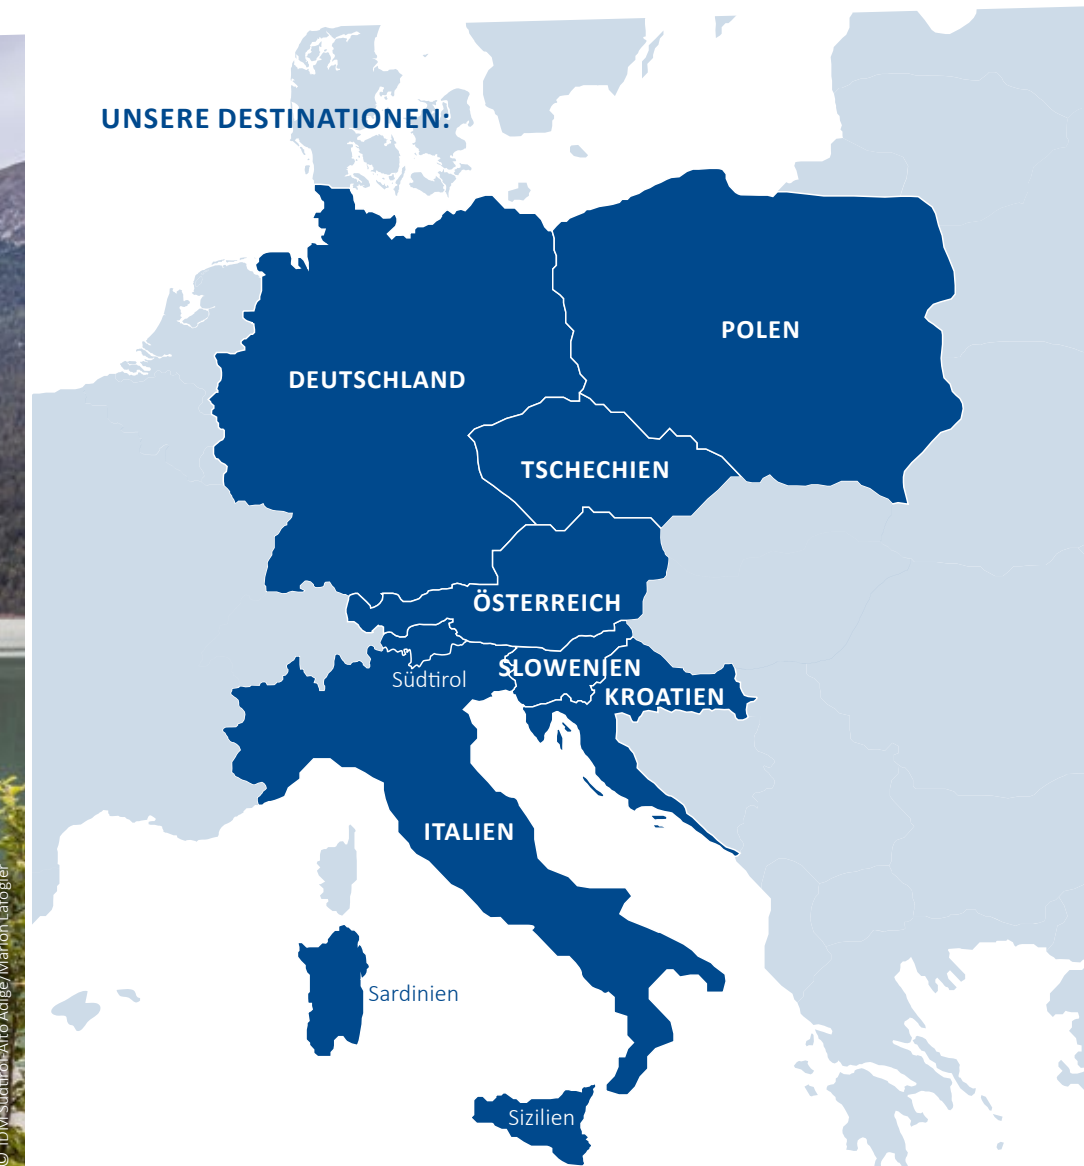 UNSERE DESTINATIONEN:
POLEN
DEUTSCHLAND
TSCHECHIEN
ÖSTERREICH
SLOWENIEN
Südtirol
KROATIEN
ITALIEN
Sardinien
Sizilien
© IDM Südtirol-Alto Adige/Marion Lafogler